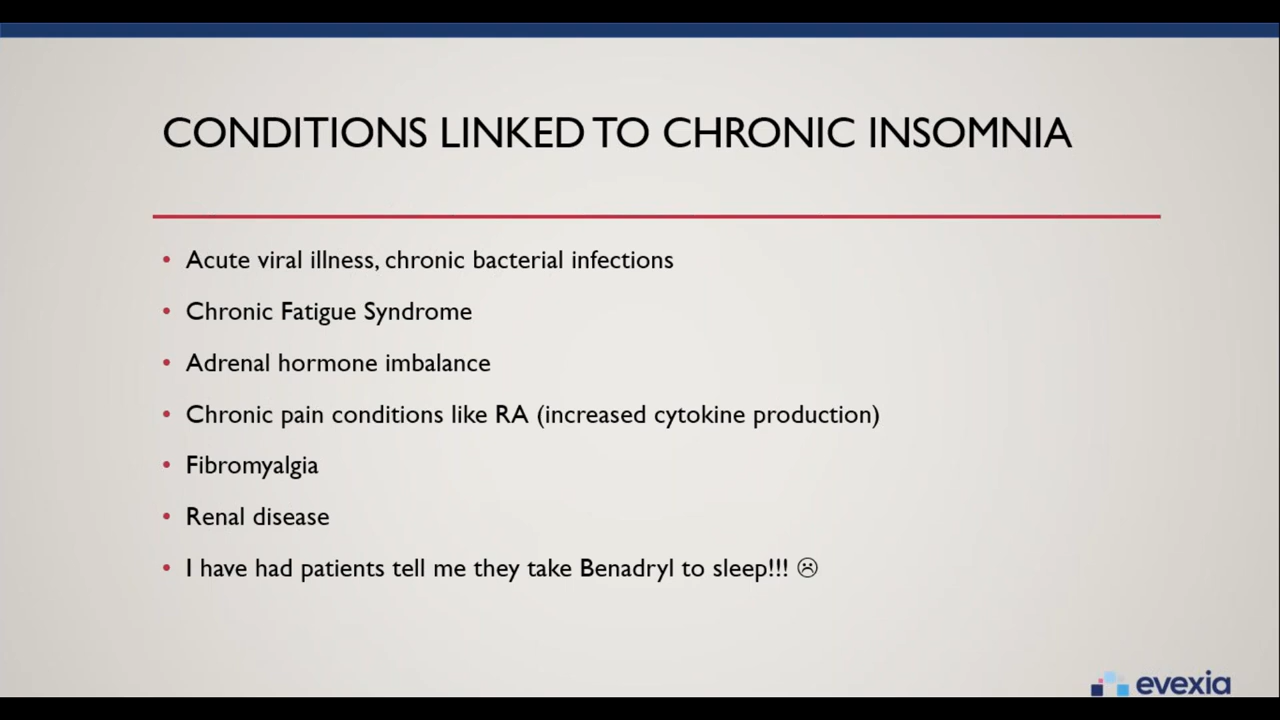 CONDITIONS LINKED TO CHRONIC INSOMNIA
• Acute viral illness, chronic bacterial infections
• Chronic Fatigue Syndrome
• Adrenal hormone imbalance
• Chronic pain conditions like RA (increased cytokine production)
• Fibromyalgia
• Renal disease
• I have had patients tell me they take Benadryl to sleep!!! ☹
evexia